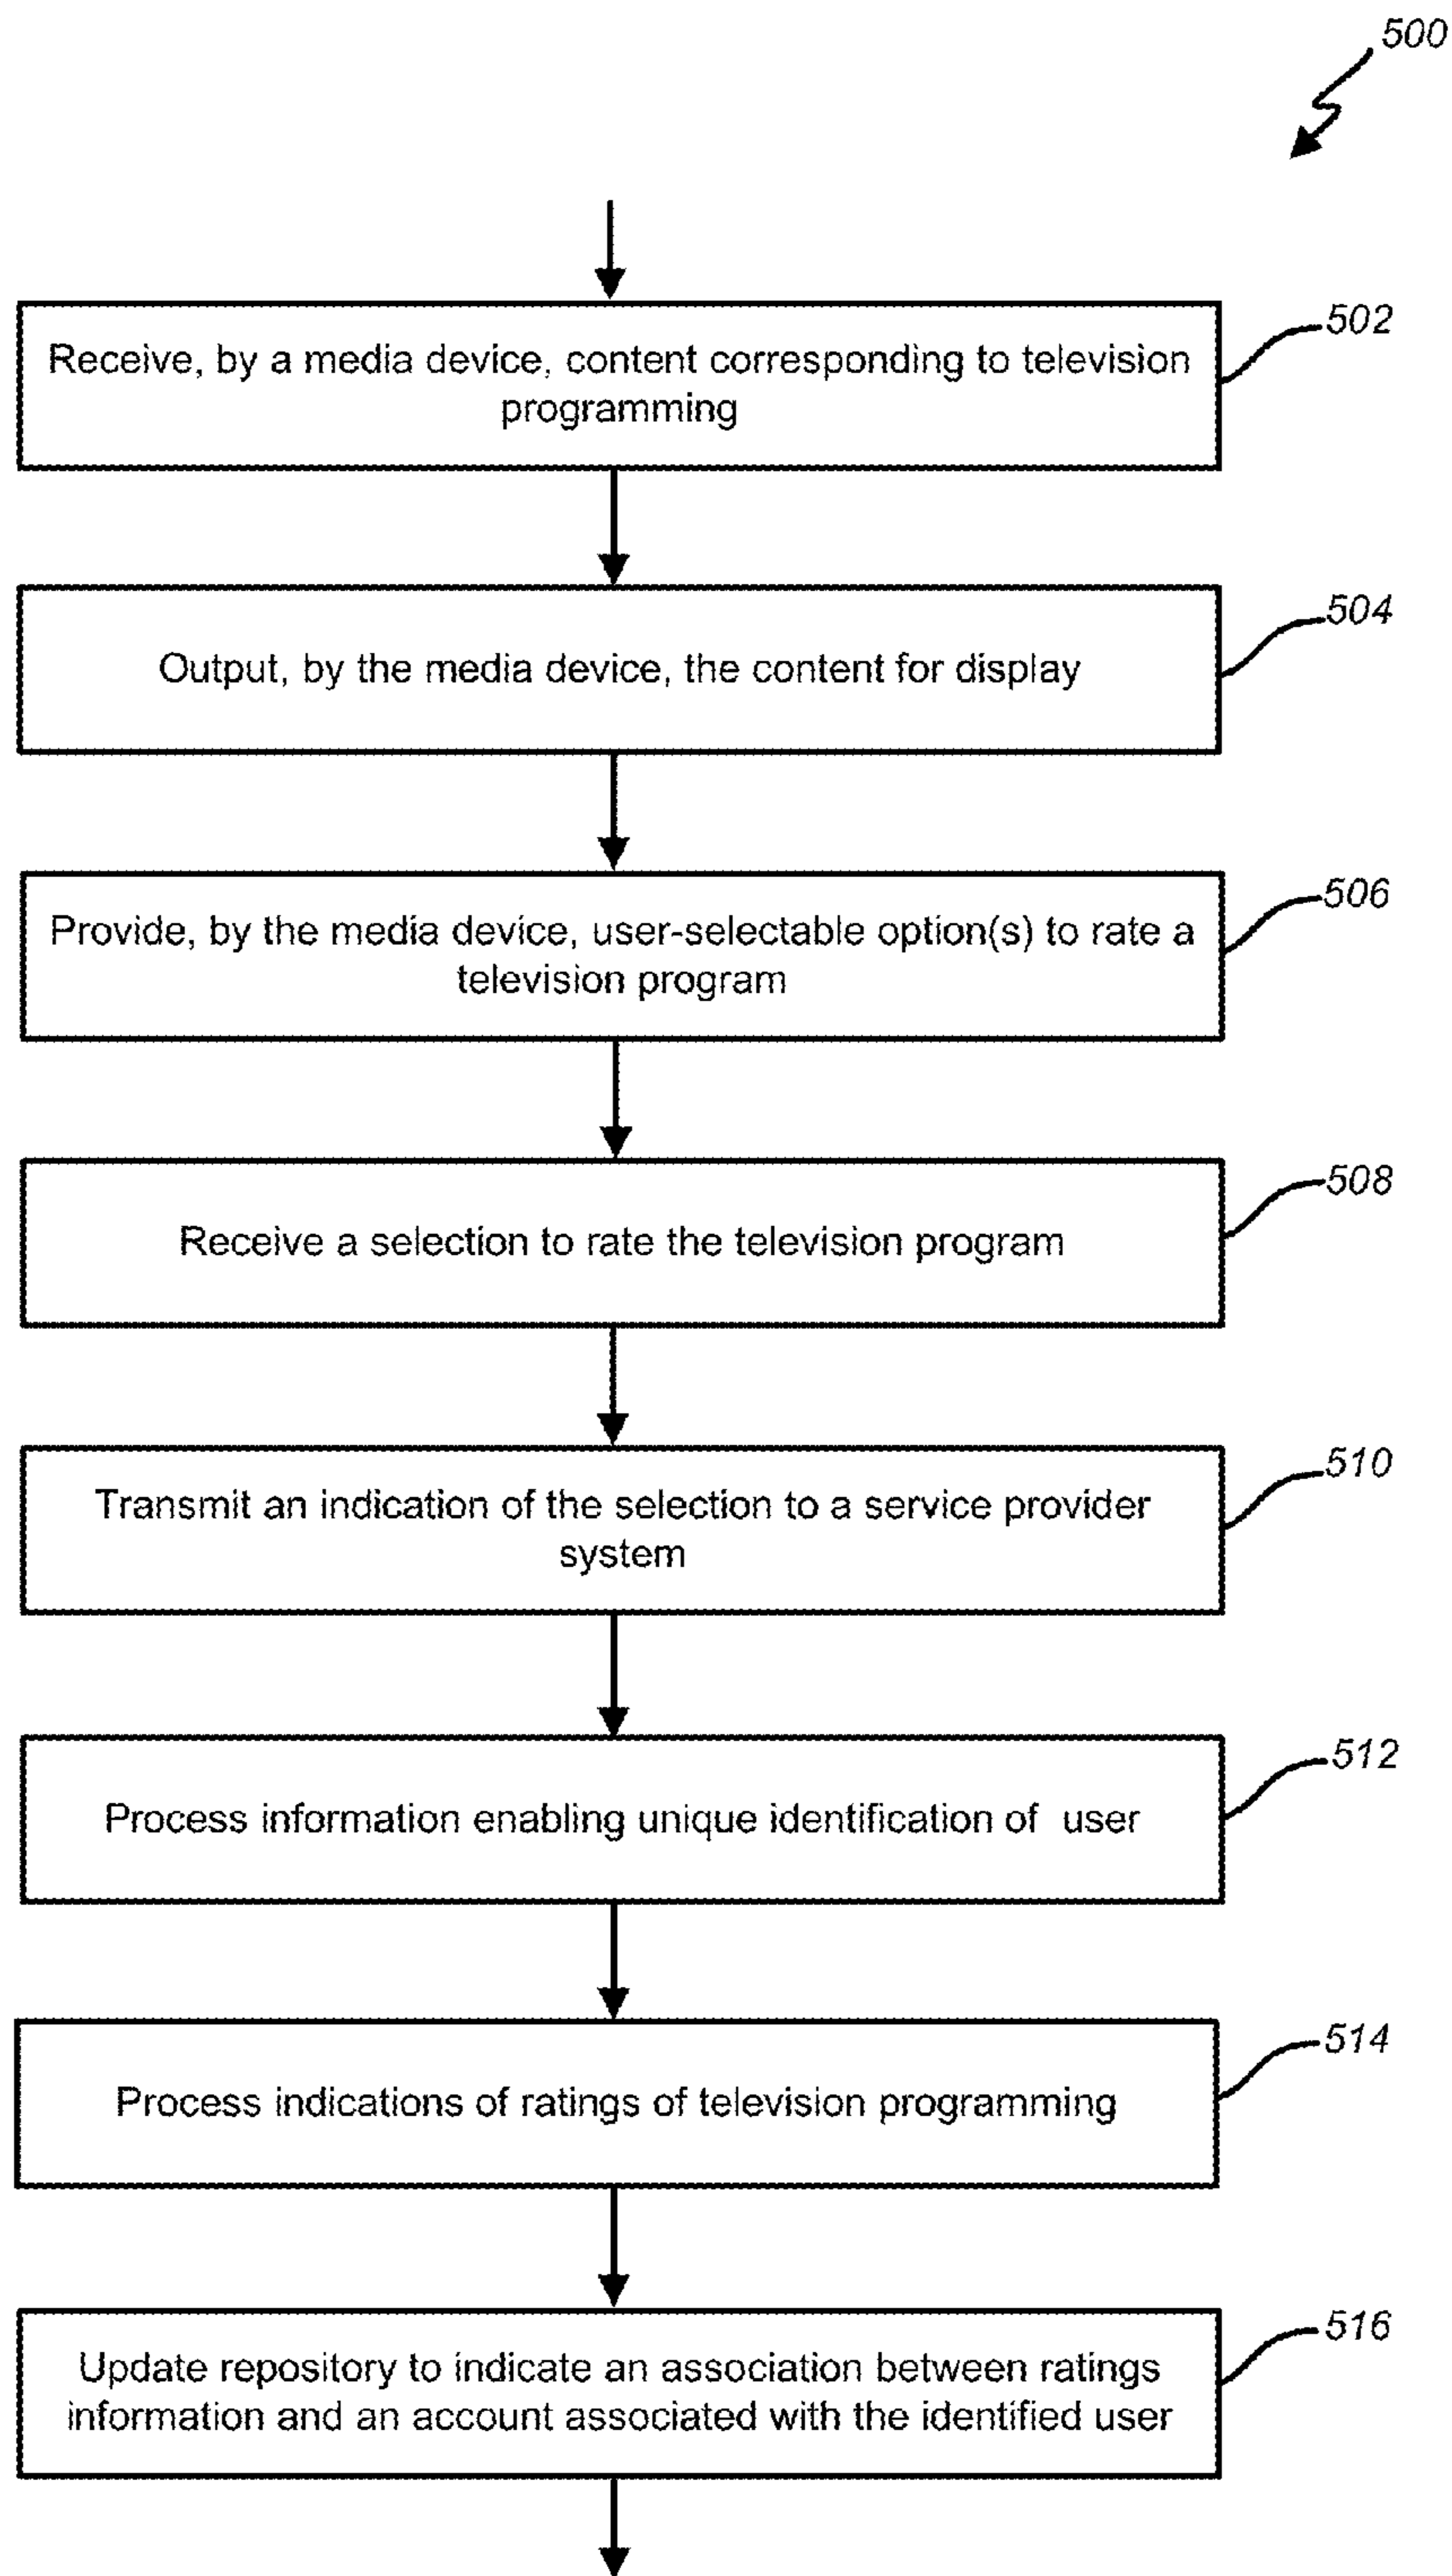 500
502
Receive, by a media device, content corresponding to television
programming
504
Output, by the media device, the content for display
506
Provide, by the media device, user-selectable option(s) to rate a
television program
508
Receive a selection to rate the television program
510
Transmit an indication of the selection to a service provider
system
512
Process information enabling unique identification of user
514
Process indications of ratings of television programming
516
Update repository to indicate an association between ratings
information and an account associated with the identified user